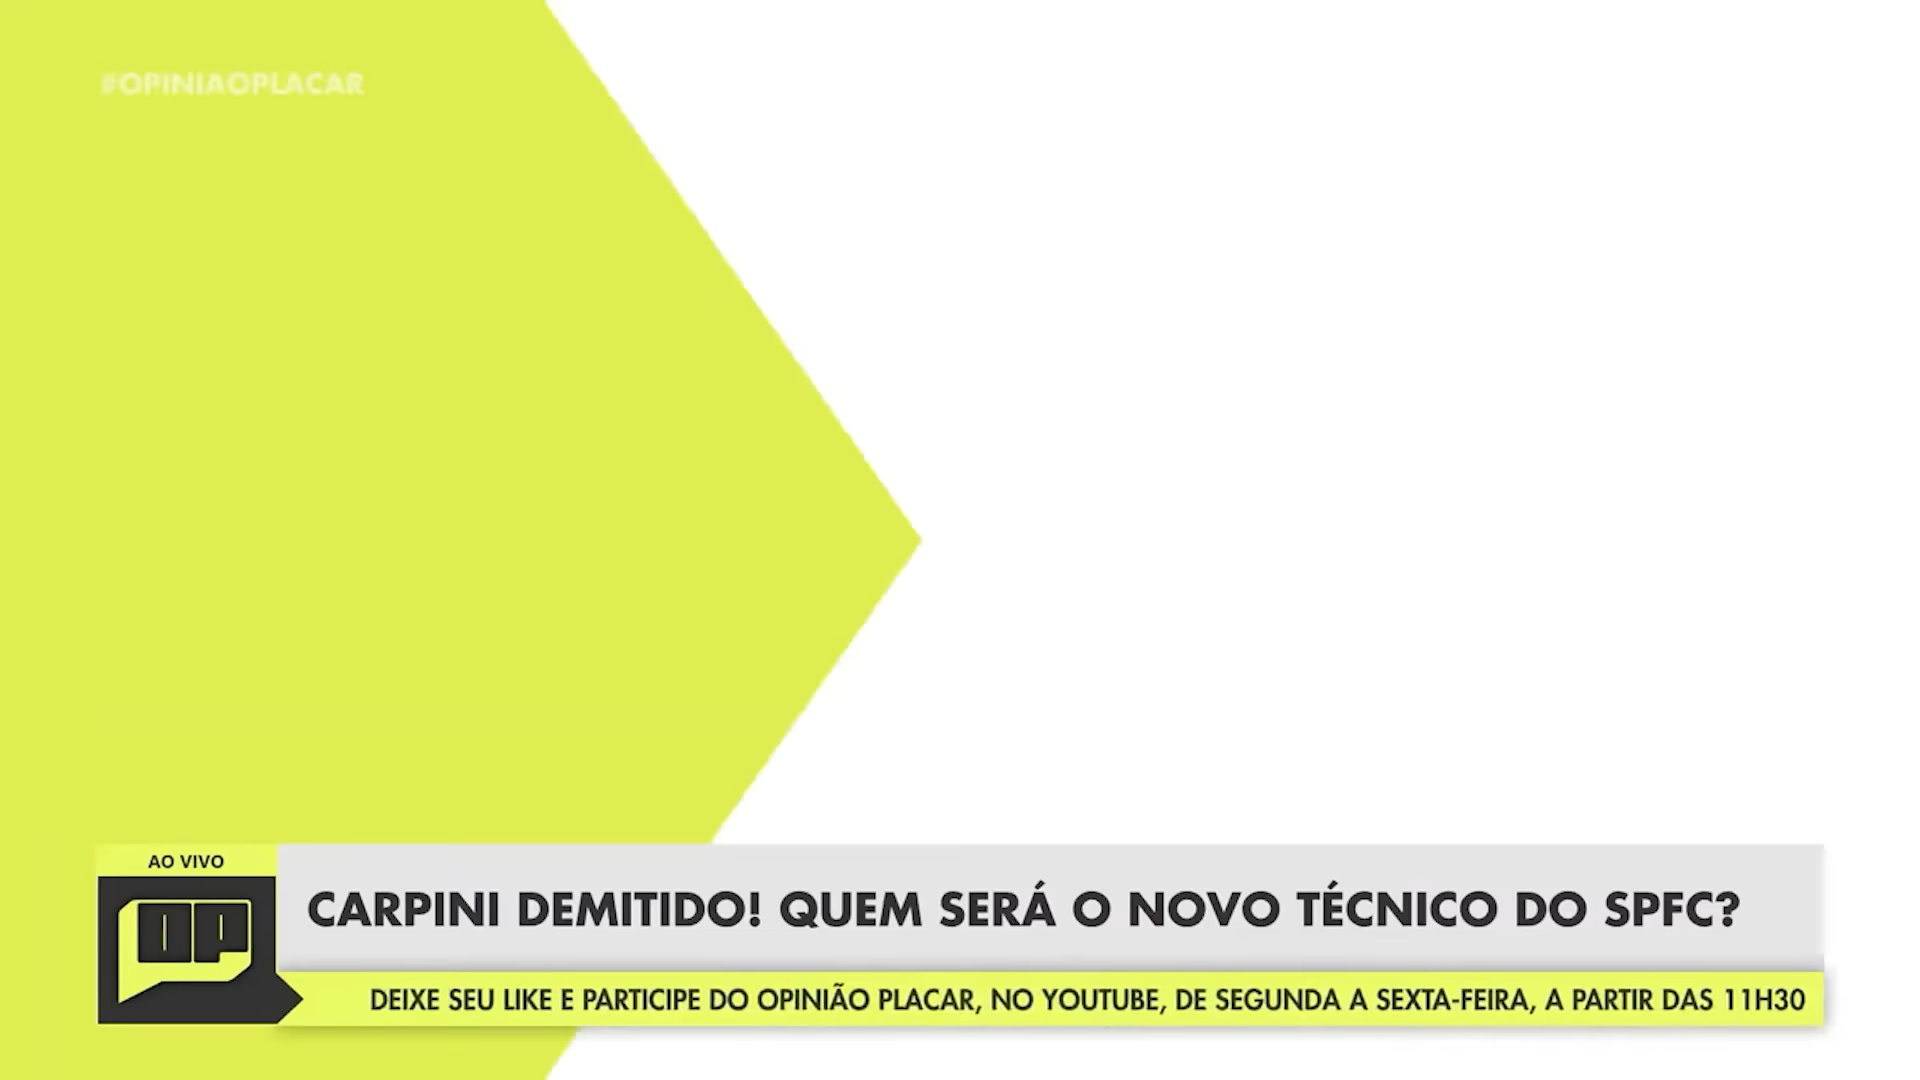 #OPINIAOPLACAR
AO VIVO
OP
CARPINI DEMITIDO! QUEM SERÁ O NOVO TÉCNICO DO SPFC?
DEIXE SEU LIKE E PARTICIPE DO OPINIÃO PLACAR, NO YOUTUBE, DE SEGUNDA A SEXTA-FEIRA, A PARTIR DAS 11H30